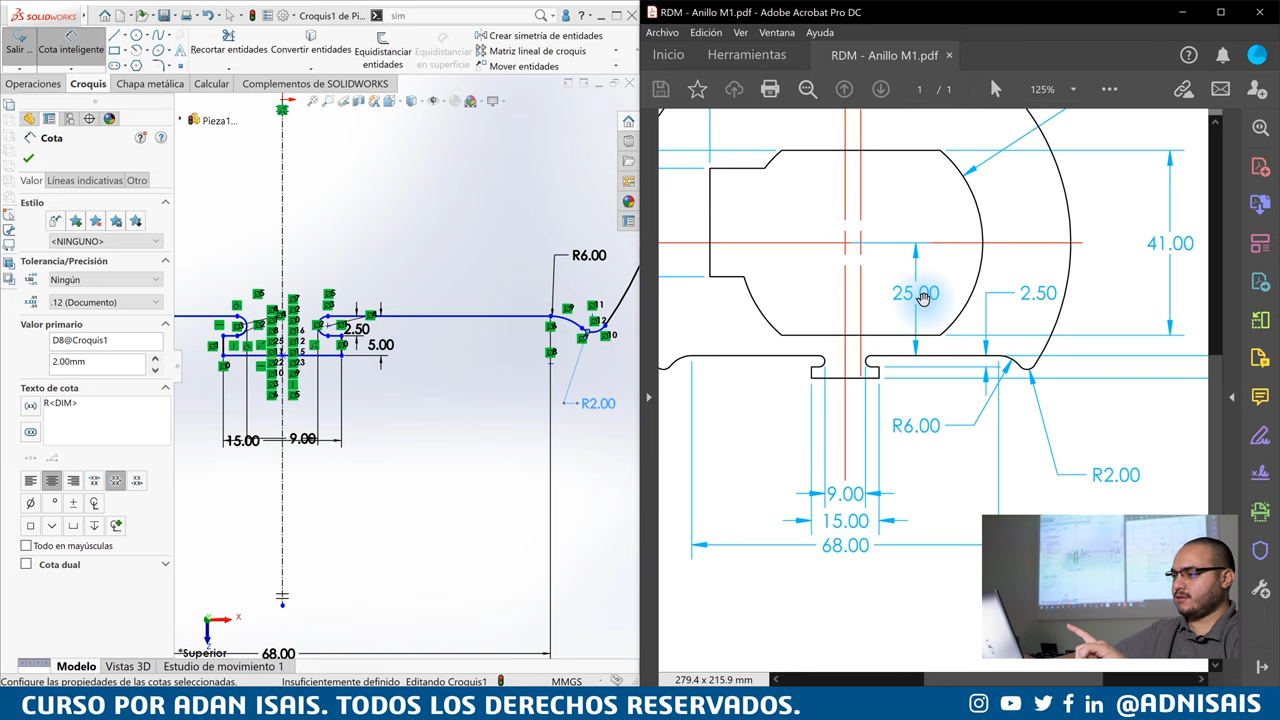 SOLIDWORKS
Croquis1 de Pi...
sim
RDM - Anillo M1.pdf - Adobe Acrobat Pro DC
Salir ...
Cota inteligente
Recortar entidades
Convertir entidades
Equidistanciar entidades
Equidistanciar en superficie
Crear simetría de entidades
Matriz lineal de croquis
Mover entidades
Archivo
Edición
Ver
Ventana
Ayuda
Inicio
Herramientas
RDM - Anillo M1.pdf
Operaciones
Croquis
Chapa metálica
Calcular
Complementos de SOLIDWORKS
1 / 1
125%
Pieza1...
Cota
Valor
Líneas indicativas
Otro
Estilo
<NINGUNO>
Tolerancia/Precisión
Ningún
.12 (Documento)
Valor primario
D8@Croquis1
2.00mm
Texto de cota
R<DIM>
Todo en mayúsculas
Cota dual
R6.00
2.50
5.00
R2.00
15.00
9.00
68.00
*Superior
X
Z
41.00
25.00
2.50
R6.00
R2.00
9.00
15.00
68.00
Modelo
Vistas 3D
Estudio de movimiento 1
279.4 x 215.9 mm
Configure las propiedades de las cotas seleccionadas.
Insuficientemente definido
Editando Croquis1
MMGS
CURSO POR ADAN ISAIS. TODOS LOS DERECHOS RESERVADOS.
@ADNISAIS